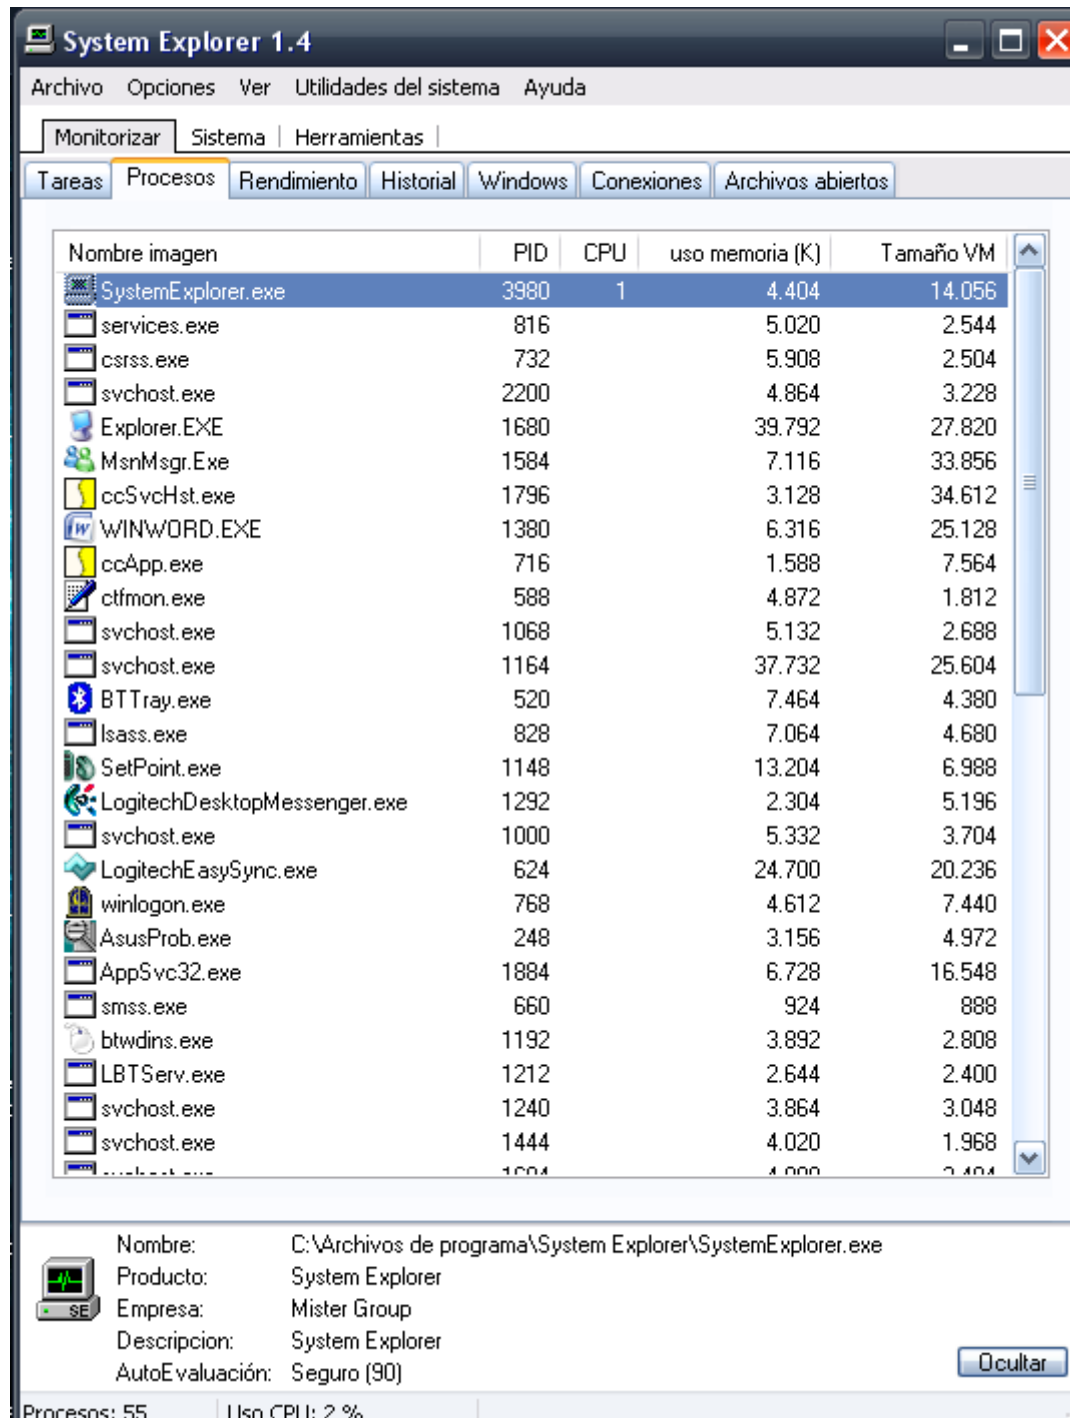 System Explorer 1.4
Archivo Opciones Ver Utilidades del sistema Ayuda
Monitorizar Sistema Herramientas
Tareas Procesos Rendimiento Historial Windows Conexiones Archivos abiertos
Nombre imagen PID CPU uso memoria (K) Tamaño VM
SystemExplorer.exe 3980 1 4.404 14.056
services.exe 816 5.020 2.544
csrss.exe 732 5.908 2.504
svchost.exe 2200 4.864 3.228
Explorer.EXE 1680 39.792 27.820
MsnMsgr.Exe 1584 7.116 33.856
ccSvcHst.exe 1796 3.128 34.612
WINWORD.EXE 1380 6.316 25.128
ccApp.exe 716 1.588 7.564
ctfmon.exe 588 4.872 1.812
svchost.exe 1068 5.132 2.688
svchost.exe 1164 37.732 25.604
BTTray.exe 520 7.464 4.380
lsass.exe 828 7.064 4.680
SetPoint.exe 1148 13.204 6.988
LogitechDesktopMessenger.exe 1292 2.304 5.196
svchost.exe 1000 5.332 3.704
LogitechEasySync.exe 624 24.700 20.236
winlogon.exe 768 4.612 7.440
AsusProb.exe 248 3.156 4.972
AppSvc32.exe 1884 6.728 16.548
smss.exe 660 924 888
btwdins.exe 1192 3.892 2.808
LBTServ.exe 1212 2.644 2.400
svchost.exe 1240 3.864 3.048
svchost.exe 1444 4.020 1.968
Nombre: C:\Archivos de programa\System Explorer\SystemExplorer.exe
Producto: System Explorer
SE Empresa: Mister Group
Descripcion: System Explorer
AutoEvaluación: Seguro (90)
Ocultar
Procesos: 55 Uso CPU: 2 %